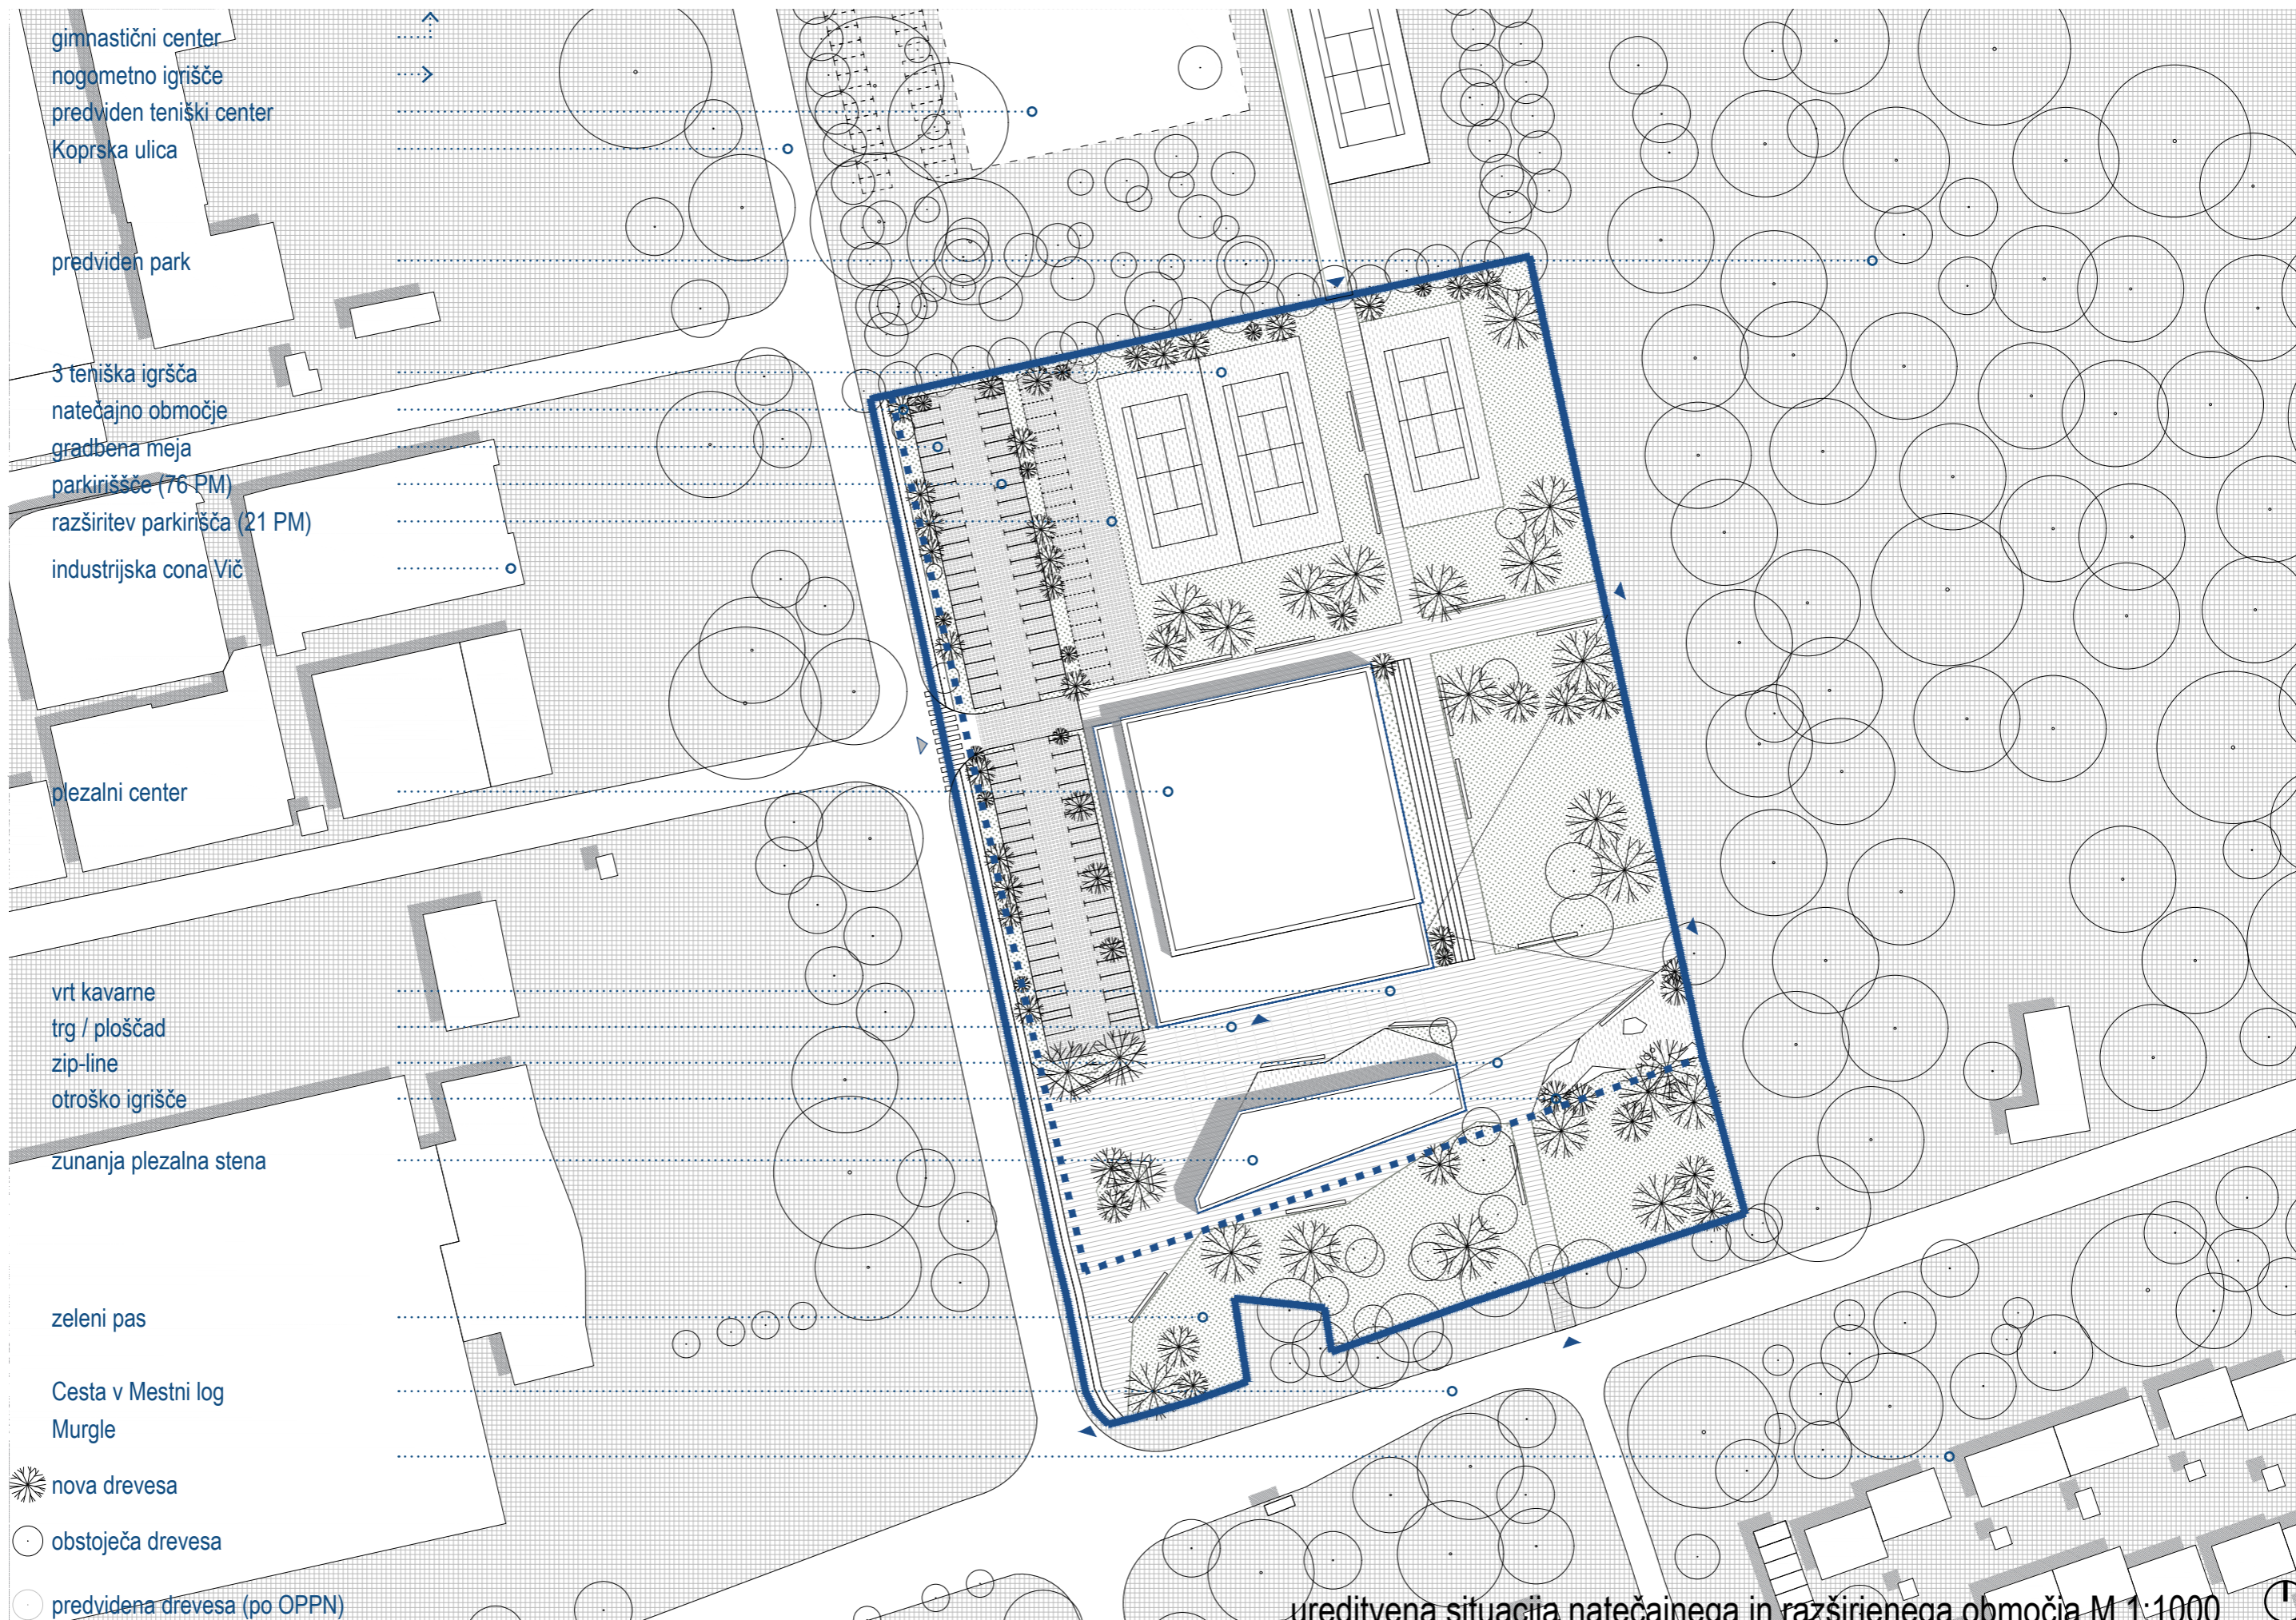 gimnastični center
nogometno igrišče
predviden teniški center
Koprska ulica
predviden park
3 teniška igršča
natečajno območje
gradbena meja
parkiriššče (76 PM)
razširitev parkirišča (21 PM)
industrijska cona Vič
plezalni center
vrt kavarne
trg / ploščad
zip-line
otroško igrišče
zunanja plezalna stena
zeleni pas
Cesta v Mestni log
Murgle
nova drevesa
obstoječa drevesa
predvidena drevesa (po OPPN)
ureditvena situacija natečajnega in razširjenega območja M 1:1000